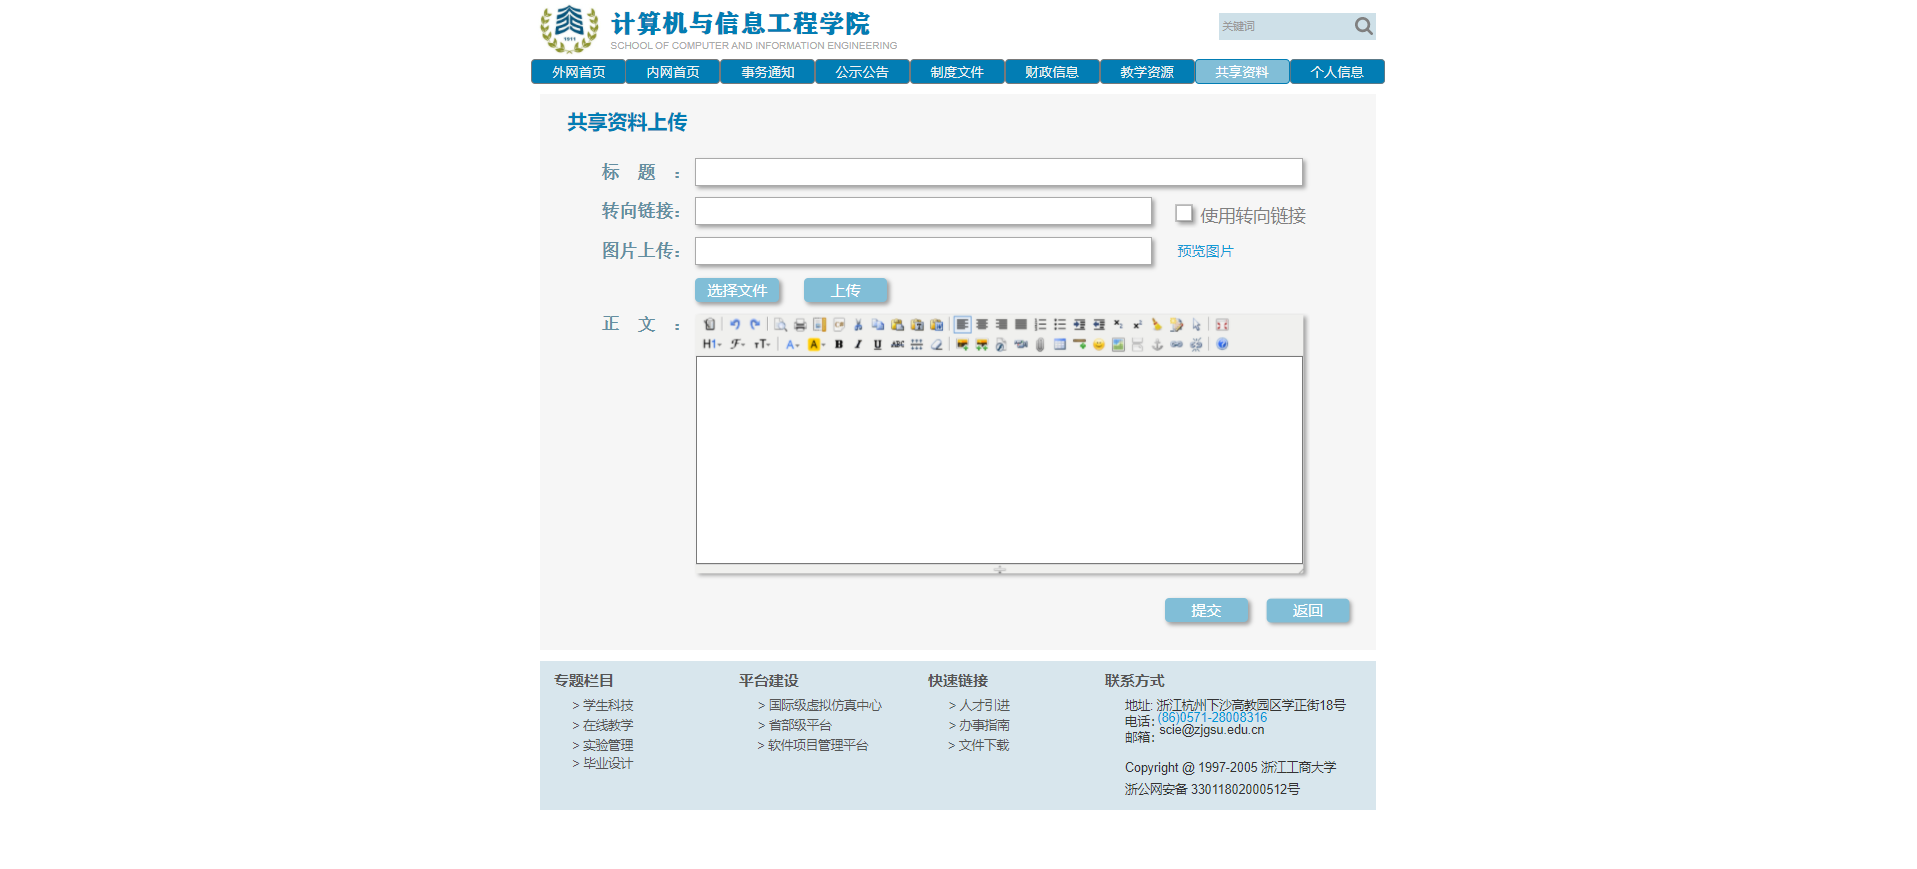 计算机与信息工程学院
SCHOOL OF COMPUTER AND INFORMATION ENGINEERING
关键词
外网首页 内网首页 事务通知 公示公告 制度文件 财政信息 教学资源 共享资料 个人信息
共享资料上传
标 题 ：
转向链接： 使用转向链接
图片上传： 预览图片
选择文件 上传
正 文 ：
提交 返回
专题栏目 平台建设 快速链接 联系方式
> 学生科技 > 国际级虚拟仿真中心 > 人才引进 地址: 浙江杭州下沙高教园区学正街18号
> 在线教学 > 省部级平台 > 办事指南 电话: (86)0571-28008316
> 实验管理 > 软件项目管理平台 > 文件下载 邮箱: scie@zjgsu.edu.cn
> 毕业设计
Copyright @ 1997-2005 浙江工商大学
浙公网安备 33011802000512号